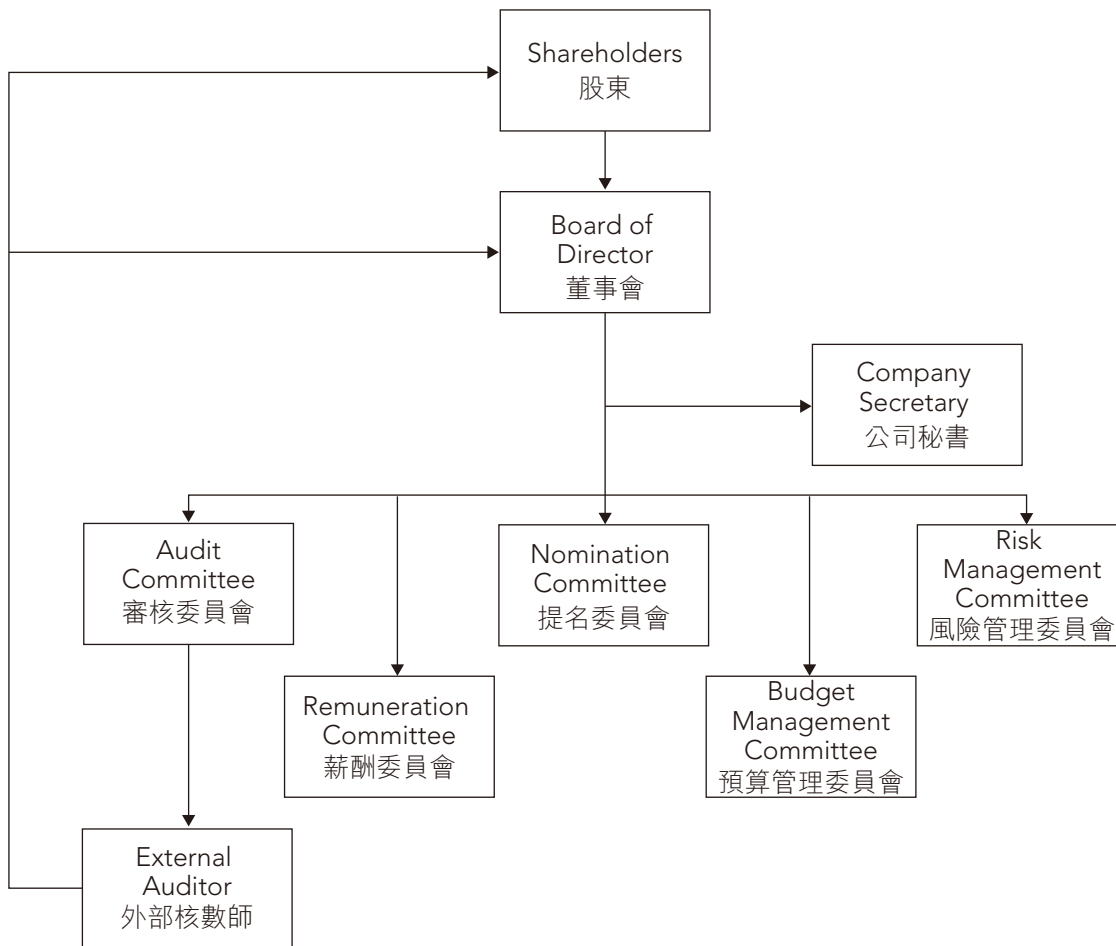 Shareholders
股東
Board of
Director
董事會
Company
Secretary
公司秘書
Audit
Committee
審核委員會
Nomination
Committee
提名委員會
Risk
Management
Committee
風險管理委員會
Remuneration
Committee
薪酬委員會
Budget
Management
Committee
預算管理委員會
External
Auditor
外部核數師